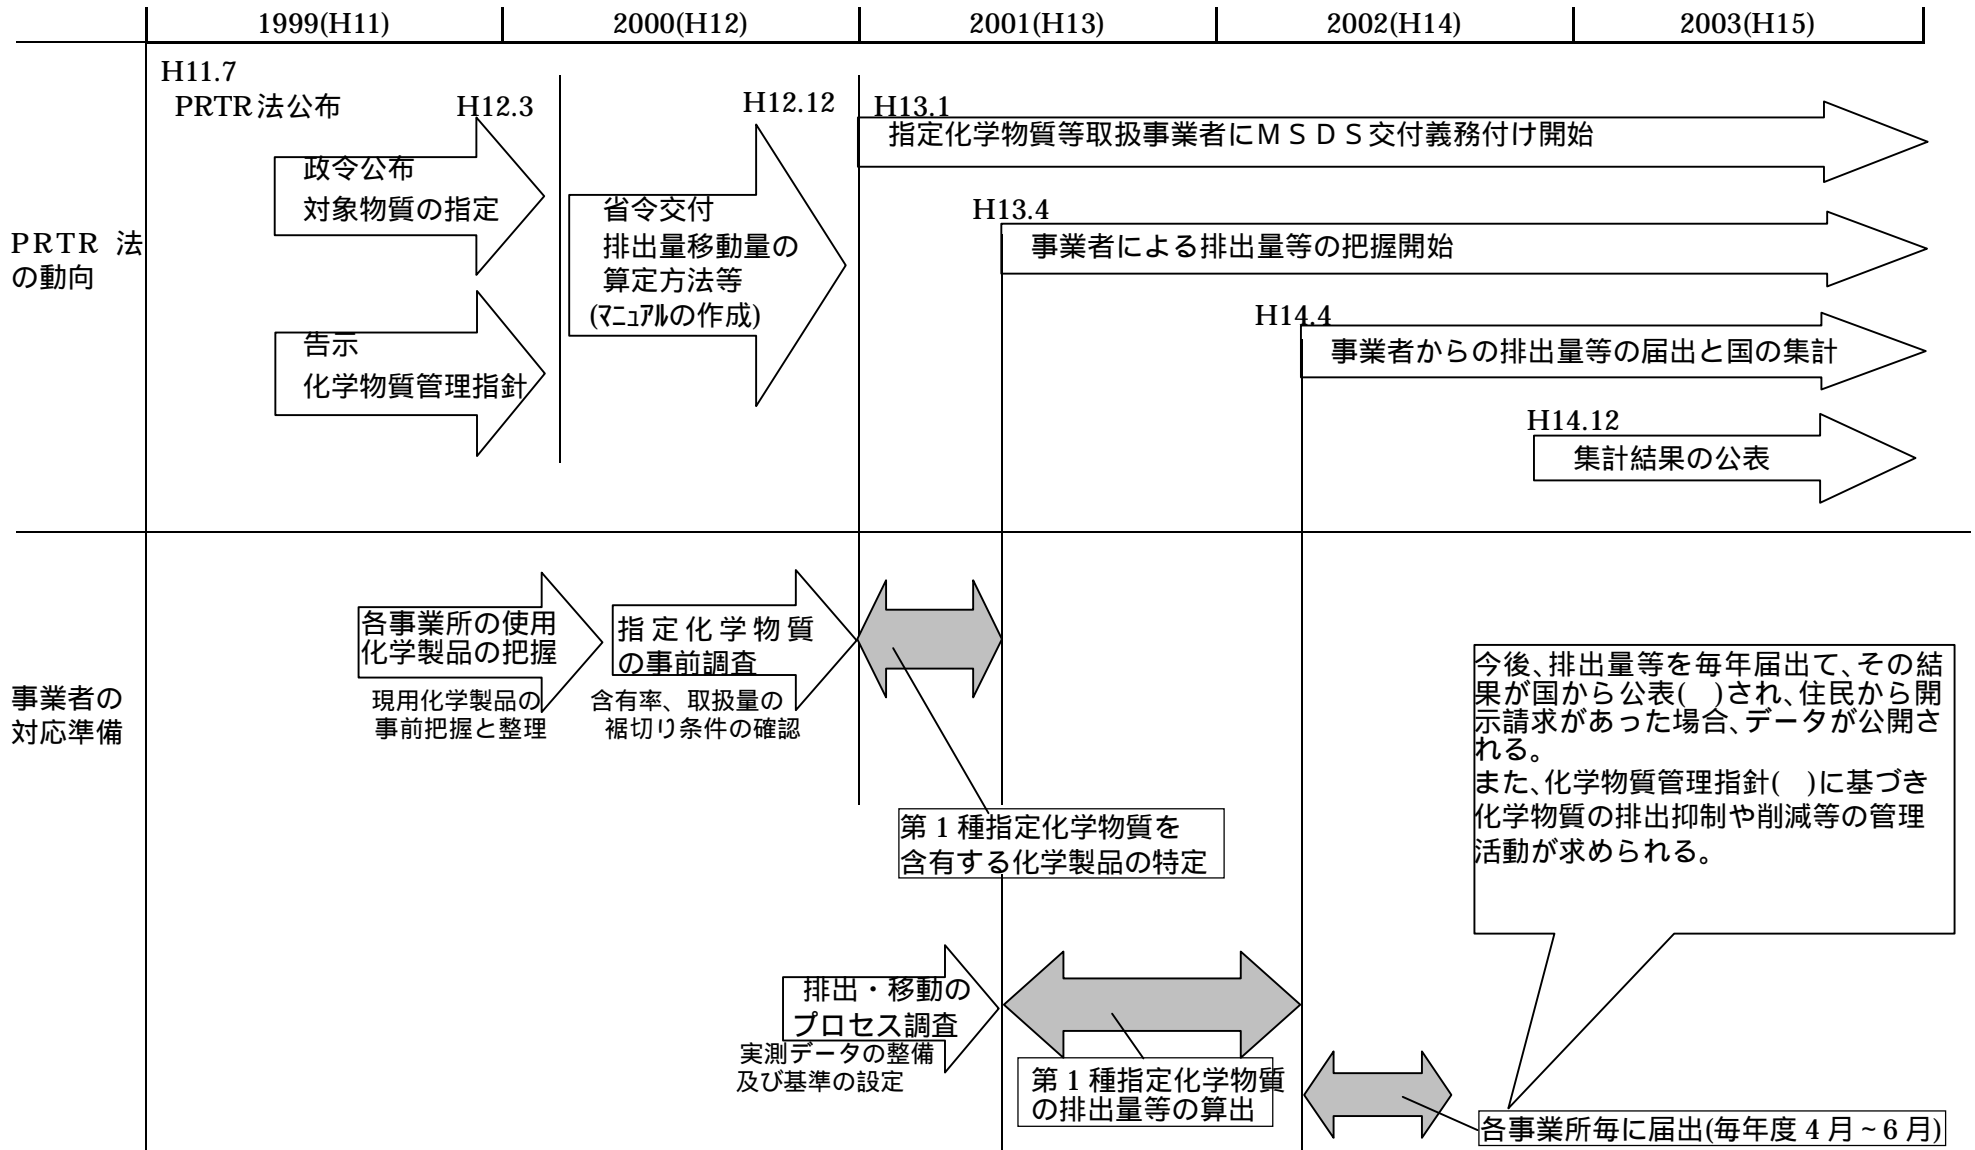 1999(H11)
2000(H12)
2001(H13)
2002(H14)
2003(H15)
PRTR 法
の動向
H11.7
PRTR法公布
H12.3
政令公布
対象物質の指定
告示
化学物質管理指針
H12.12
省令交付
排出量移動量の
算定方法等
(ﾏﾆｭｱﾙの作成)
H13.1
指定化学物質等取扱事業者にＭＳＤＳ交付義務付け開始
H13.4
事業者による排出量等の把握開始
H14.4
事業者からの排出量等の届出と国の集計
H14.12
集計結果の公表
事業者の
対応準備
各事業所の使用
化学製品の把握
現用化学製品の
事前把握と整理
指定化学物質
の事前調査
含有率、取扱量の
裾切り条件の確認
第1種指定化学物質を
含有する化学製品の特定
排出・移動の
プロセス調査
実測データの整備
及び基準の設定
第1種指定化学物質
の排出量等の算出
今後、排出量等を毎年届出て、その結
果が国から公表(　)され、住民から開
示請求があった場合、データが公開さ
れる。
また、化学物質管理指針(　)に基づき
化学物質の排出抑制や削減等の管理
活動が求められる。
各事業所毎に届出(毎年度4月~6月)